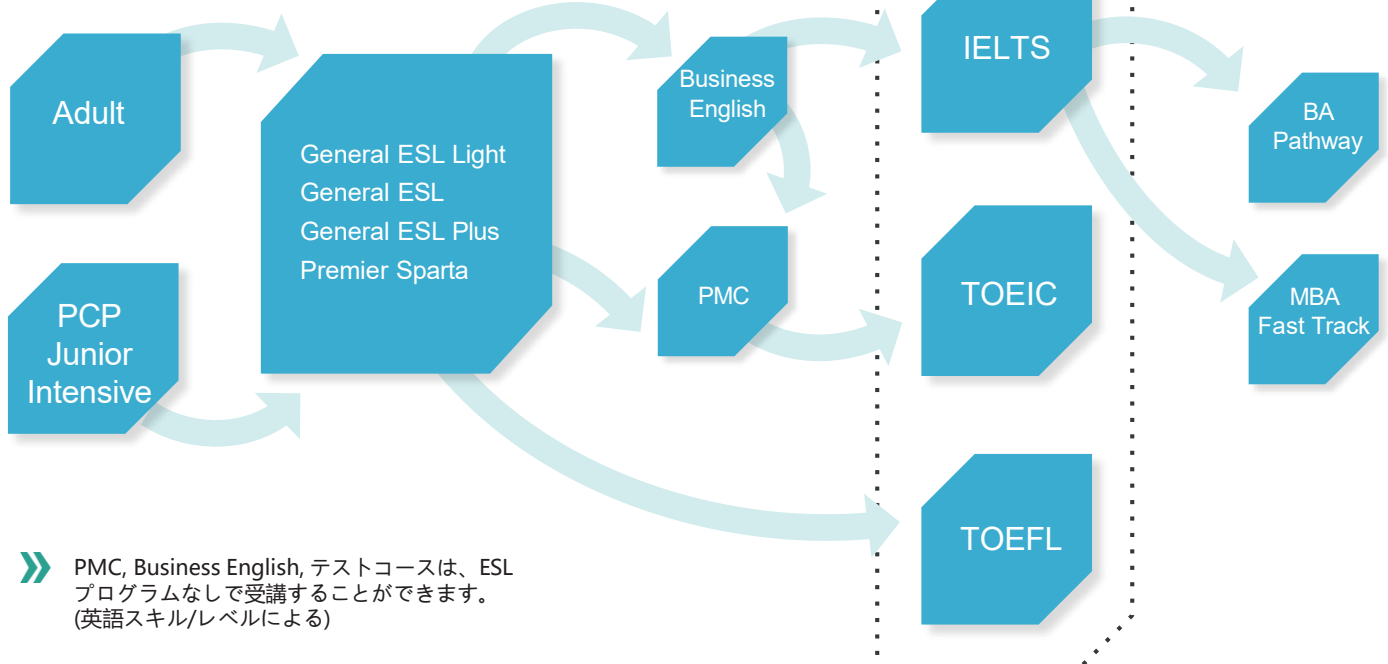 Adult
PCP
Junior
Intensive
General ESL Light
General ESL
General ESL Plus
Premier Sparta
Business
English
PMC
IELTS
TOEIC
TOEFL
BA
Pathway
MBA
Fast Track
PMC, Business English, テストコースは、ESL
プログラムなしで受講することができます。
(英語スキル/レベルによる)